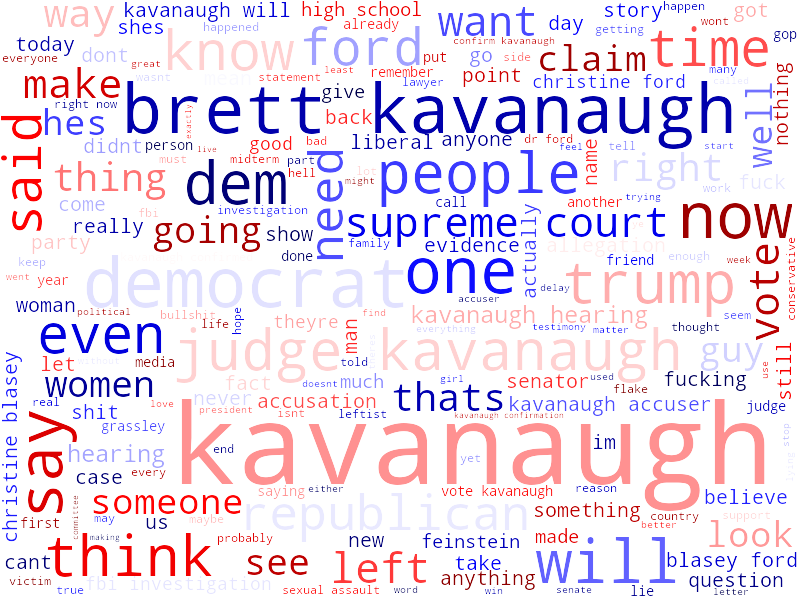 way
kavanaugh will
high school
story
happen
already
wont
got
shes
want
day
getting
today
happened
gop
everyone
dont
know
ford
confirm kavanaugh
time
great
wasnt
statement
least
put
go
side
claim
make
remember
point
many
lawyer
christine ford
right now
brett kavanaugh
give
nothing
well
hes
exactly
back
said
didnt
person
live
good
bad
liberal
anyone
dr ford
feel
tell
start
must
midterm
part
name
thing
dem
hell
need
lot
might
people
right
work
fuck
come
fbi
investigation
call
another
trying
really
going
show
supreme court
now
party
family
evidence
actually
allegation
keep
done
friend
enough
week
vote
conservative
went
year
democrat
one
delay
trump
accuser
woman
political
bullshit
life
hope
theyre
find
kavanaugh hearing
seem
even
man
everything
testimony
matter
thought
judge kavanaugh
guy
let
media
told
still
use
women
fact
doesnt
much
girl
senator
used
flake
fucking
christine blasey
real
love
never
accusation
thats
kavanaugh accuser
judge
shit
president
isnt
leftist
kavanaugh confirmation
say
grassley
kavanaugh
hearing
end
im
yet
lying
stop
case
every
saying
either
vote kavanaugh
reason
believe
someone
republican
something
country
support
first
may
us
maybe
better
committee
making
probably
new
feinstein
made
look
cant
think
see
left
take
will
blasey ford
victim
fbi investigation
anything
question
true
sexual assault
word
win
senate
lie
letter